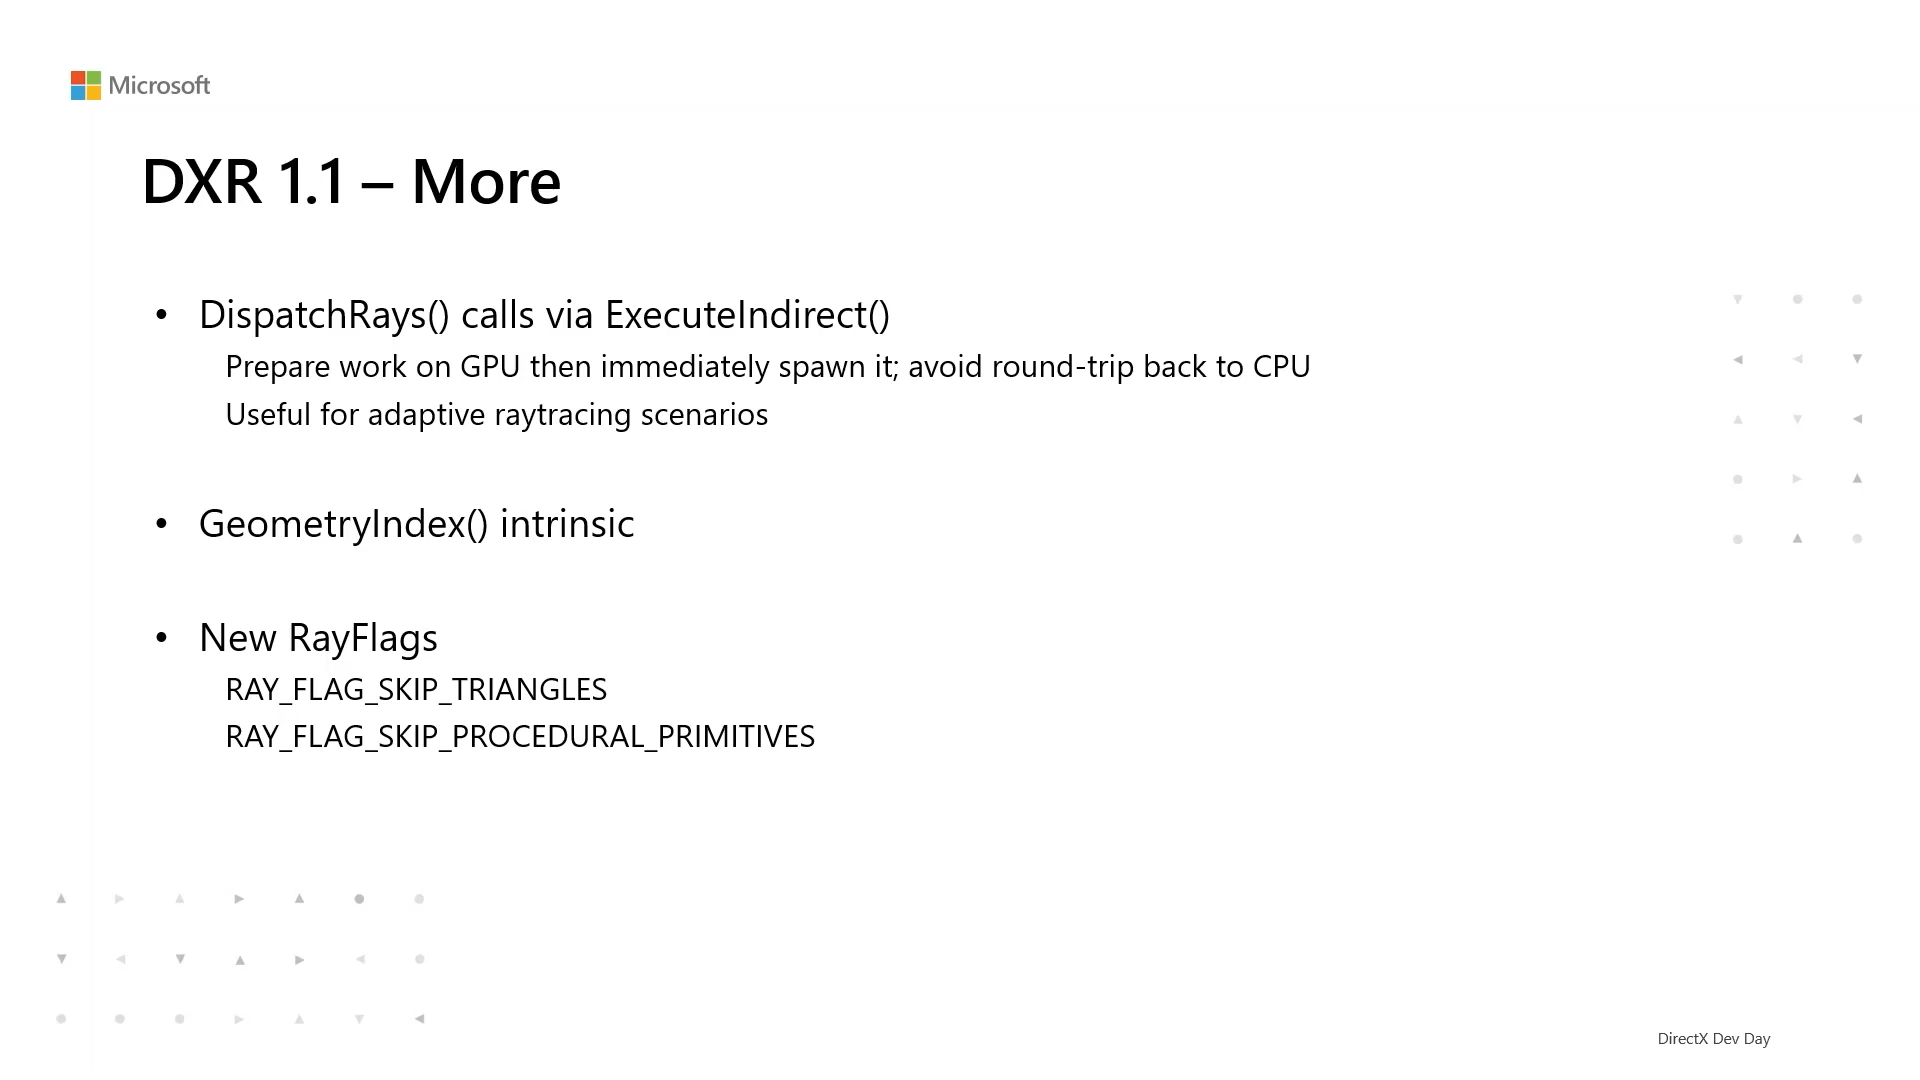 Microsoft
DXR 1.1 – More
• DispatchRays() calls via ExecuteIndirect()
Prepare work on GPU then immediately spawn it; avoid round-trip back to CPU
Useful for adaptive raytracing scenarios
• GeometryIndex() intrinsic
• New RayFlags
RAY_FLAG_SKIP_TRIANGLES
RAY_FLAG_SKIP_PROCEDURAL_PRIMITIVES
DirectX Dev Day